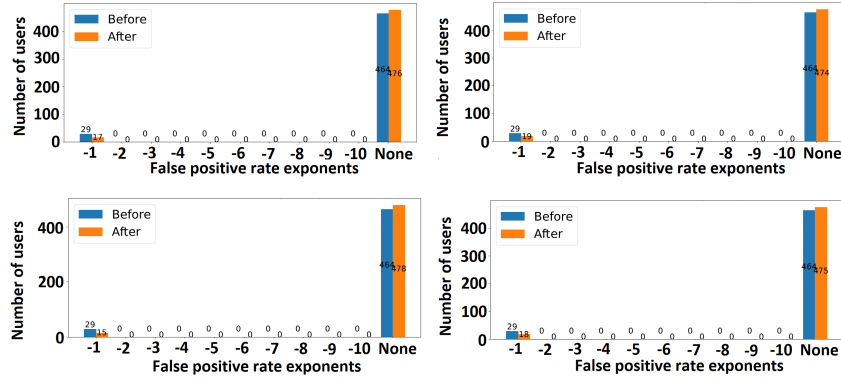 Number of users
400
300
200
100
0
Before
After
29
17
0 0 0 0 0 0 0 0 0
0 0 0 0 0 0 0 0 0
464
476
-1 -2 -3 -4 -5 -6 -7 -8 -9 -10 None
False positive rate exponents
Number of users
400
300
200
100
0
Before
After
29
19
0 0 0 0 0 0 0 0 0
0 0 0 0 0 0 0 0 0
464
474
-1 -2 -3 -4 -5 -6 -7 -8 -9 -10 None
False positive rate exponents
Number of users
400
200
0
Before
After
29
15
0 0 0 0 0 0 0 0 0
0 0 0 0 0 0 0 0 0
464
478
-1 -2 -3 -4 -5 -6 -7 -8 -9 -10 None
False positive rate exponents
Number of users
400
300
200
100
0
Before
After
29
18
0 0 0 0 0 0 0 0 0
0 0 0 0 0 0 0 0 0
464
475
-1 -2 -3 -4 -5 -6 -7 -8 -9 -10 None
False positive rate exponents